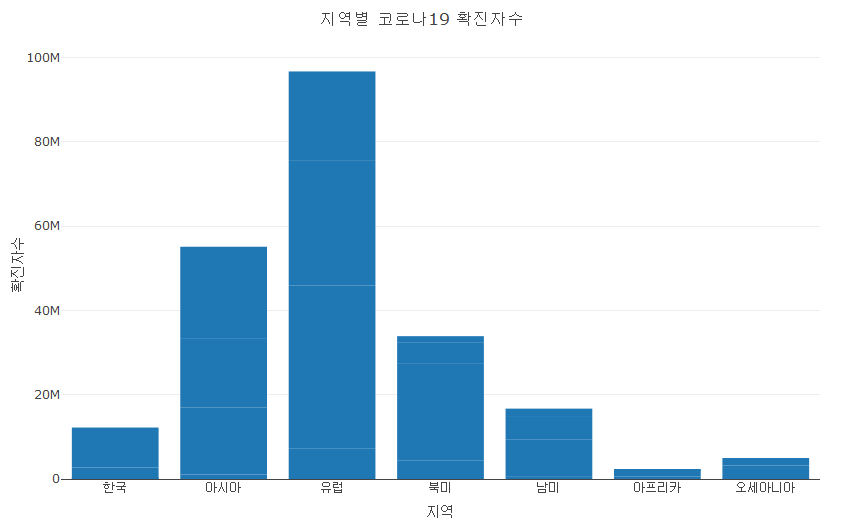 지역별 코로나19 확진자수
100M
80M
60M
40M
20M
0
확진자수
한국 아시아 유럽 북미 남미 아프리카 오세아니아
지역